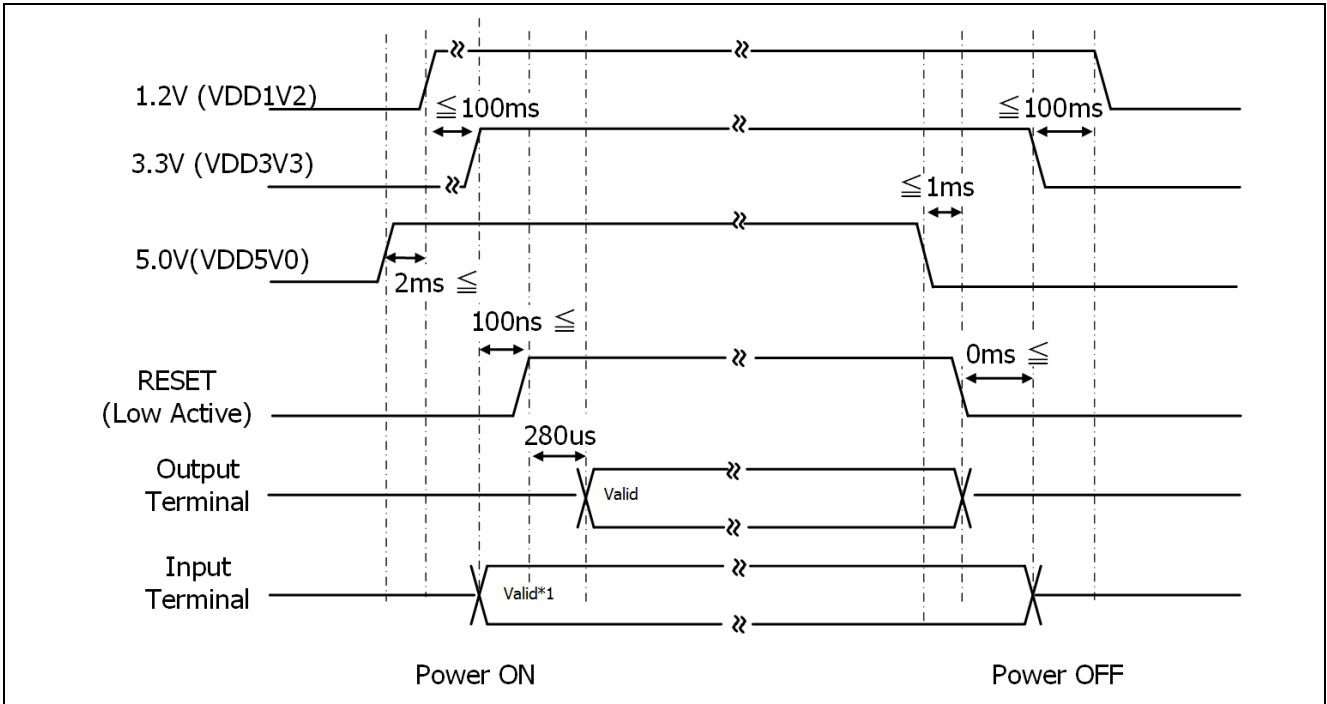 1.2V (VDD1V2)
≦100ms
≦100ms
3.3V (VDD3V3)
≦1ms
5.0V(VDD5V0)
2ms ≦
100ns ≦
RESET
(Low Active)
0ms ≦
280us
Output
Terminal
Valid
Input
Terminal
Valid*1
Power ON
Power OFF